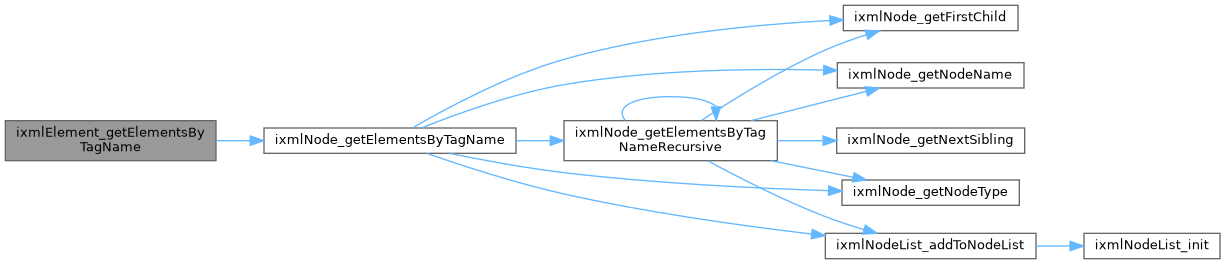 ixmlElement_getElementsBy
TagName
ixmlNode_getElementsByTagName
ixmlNode_getElementsByTag
NameRecursive
ixmlNode_getFirstChild
ixmlNode_getNodeName
ixmlNode_getNextSibling
ixmlNode_getNodeType
ixmlNodeList_addToNodeList
ixmlNodeList_init